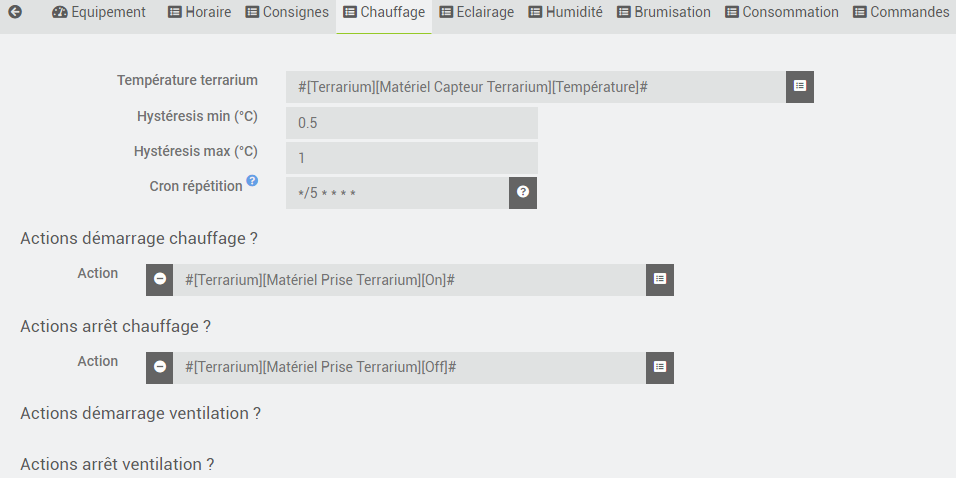 Equipement Horaire Consignes Chauffage Eclairage Humidité Brumisation Consommation Commandes
Température terrarium #[Terrarium][Matériel Capteur Terrarium][Température]#
Hystéresis min (°C) 0.5
Hystéresis max (°C) 1
Cron répétition ? */5 * * * * ?
Actions démarrage chauffage ?
Action #[Terrarium][Matériel Prise Terrarium][On]#
Actions arrêt chauffage ?
Action #[Terrarium][Matériel Prise Terrarium][Off]#
Actions démarrage ventilation ?
Actions arrêt ventilation ?